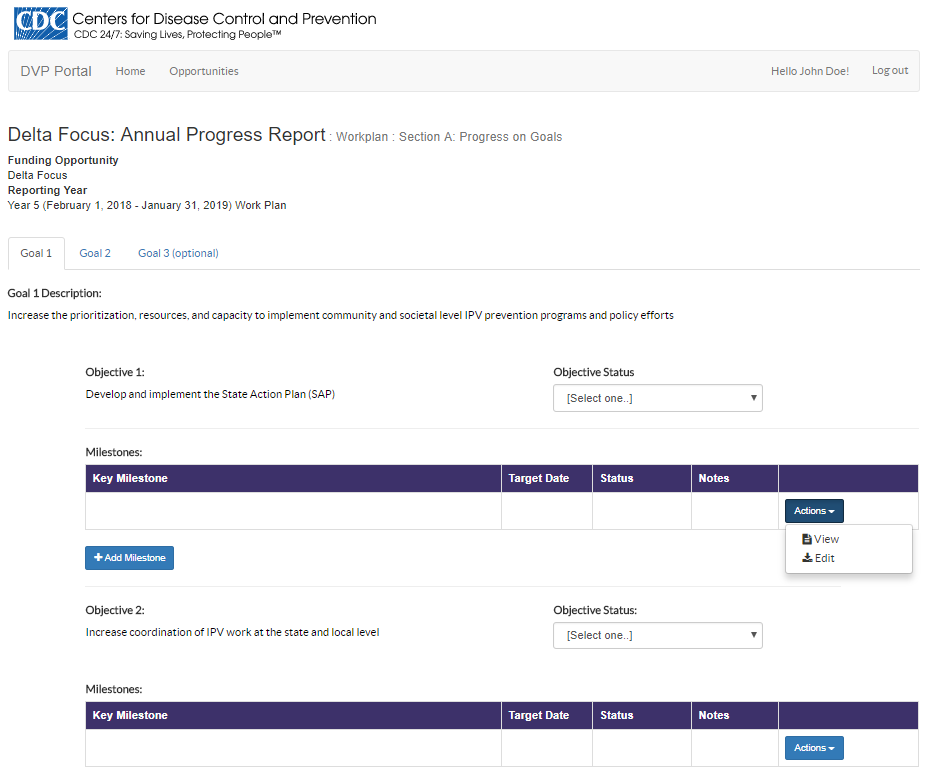 CDC Centers for Disease Control and Prevention
CDC 24/7: Saving Lives, Protecting People™
DVP Portal Home Opportunities Hello John Doe! Log out
Delta Focus: Annual Progress Report : Workplan : Section A: Progress on Goals
Funding Opportunity
Delta Focus
Reporting Year
Year 5 (February 1, 2018 - January 31, 2019) Work Plan
Goal 1 Goal 2 Goal 3 (optional)
Goal 1 Description:
Increase the prioritization, resources, and capacity to implement community and societal level IPV prevention programs and policy efforts
Objective 1: Objective Status
Develop and implement the State Action Plan (SAP) [Select one..]
Milestones:
Key Milestone Target Date Status Notes
Actions
View
Edit
Add Milestone
Objective 2: Objective Status:
Increase coordination of IPV work at the state and local level [Select one..]
Milestones:
Key Milestone Target Date Status Notes
Actions